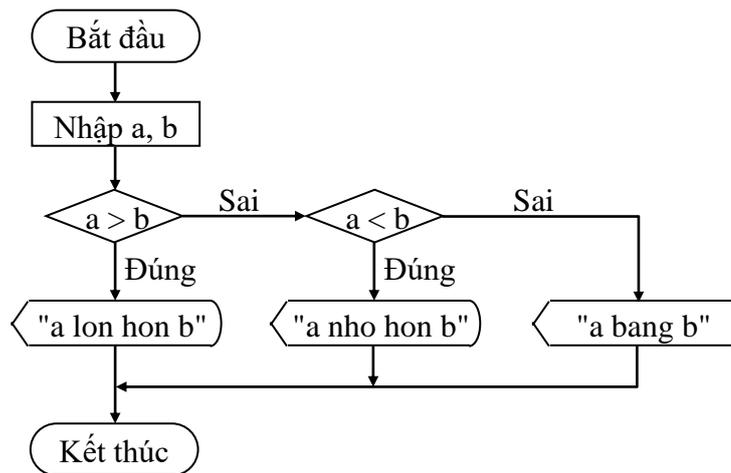 Bắt đầu
Nhập a, b
a > b
Sai
a < b
Sai
Đúng
Đúng
"a lon hon b"
"a nho hon b"
"a bang b"
Kết thúc